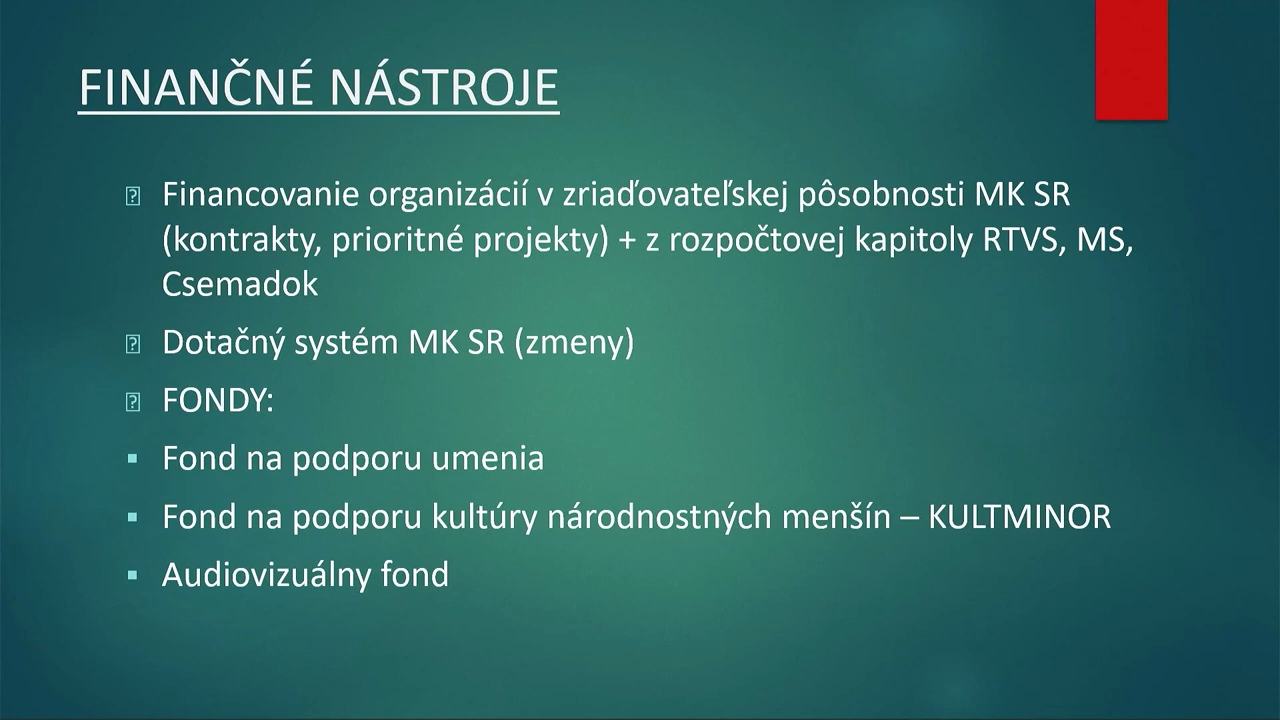 FINANČNÉ NÁSTROJE
Financovanie organizácií v zriaďovateľskej pôsobnosti MK SR
(kontrakty, prioritné projekty) + z rozpočtovej kapitoly RTVS, MS,
Csemadok
Dotačný systém MK SR (zmeny)
FONDY:
▪ Fond na podporu umenia
▪ Fond na podporu kultúry národnostných menšín – KULTMINOR
▪ Audiovizuálny fond